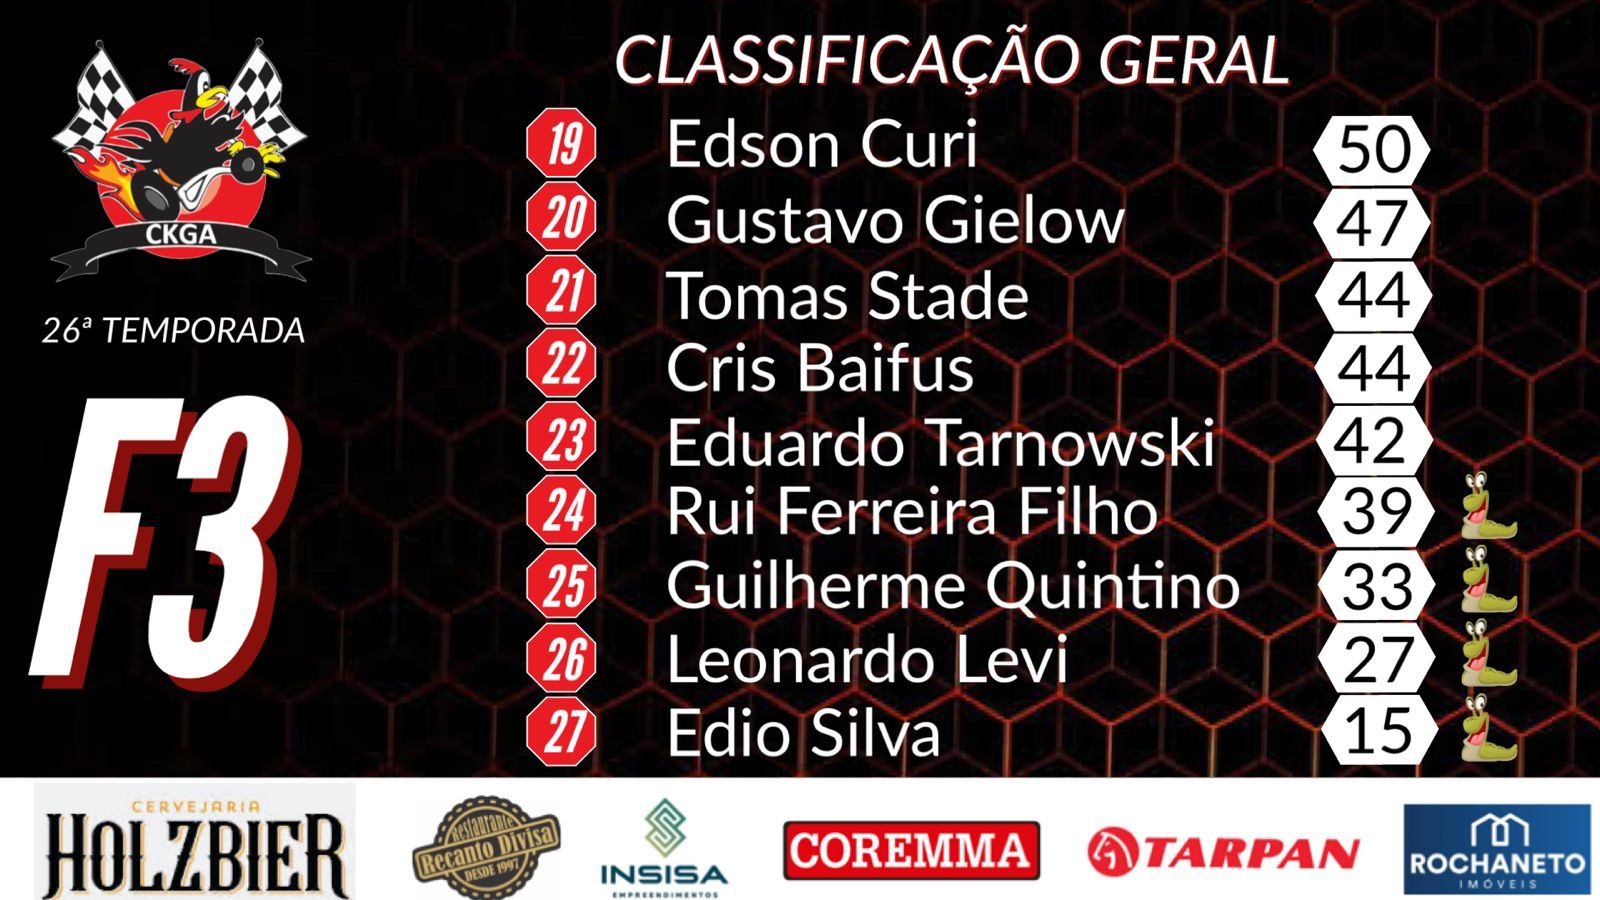 CLASSIFICAÇÃO GERAL
CKGA
26ª TEMPORADA
F3
19 Edson Curi 50
20 Gustavo Gielow 47
21 Tomas Stade 44
22 Cris Baifus 44
23 Eduardo Tarnowski 42
24 Rui Ferreira Filho 39
25 Guilherme Quintino 33
26 Leonardo Levi 27
27 Edio Silva 15
CERVEJARIA
HOLZBIER
Restaurante
Recanto Divisa
DESDE 1997
INSISA
EMPREENDIMENTOS
COREMMA
TARPAN
ROCHANETO
IMÓVEIS